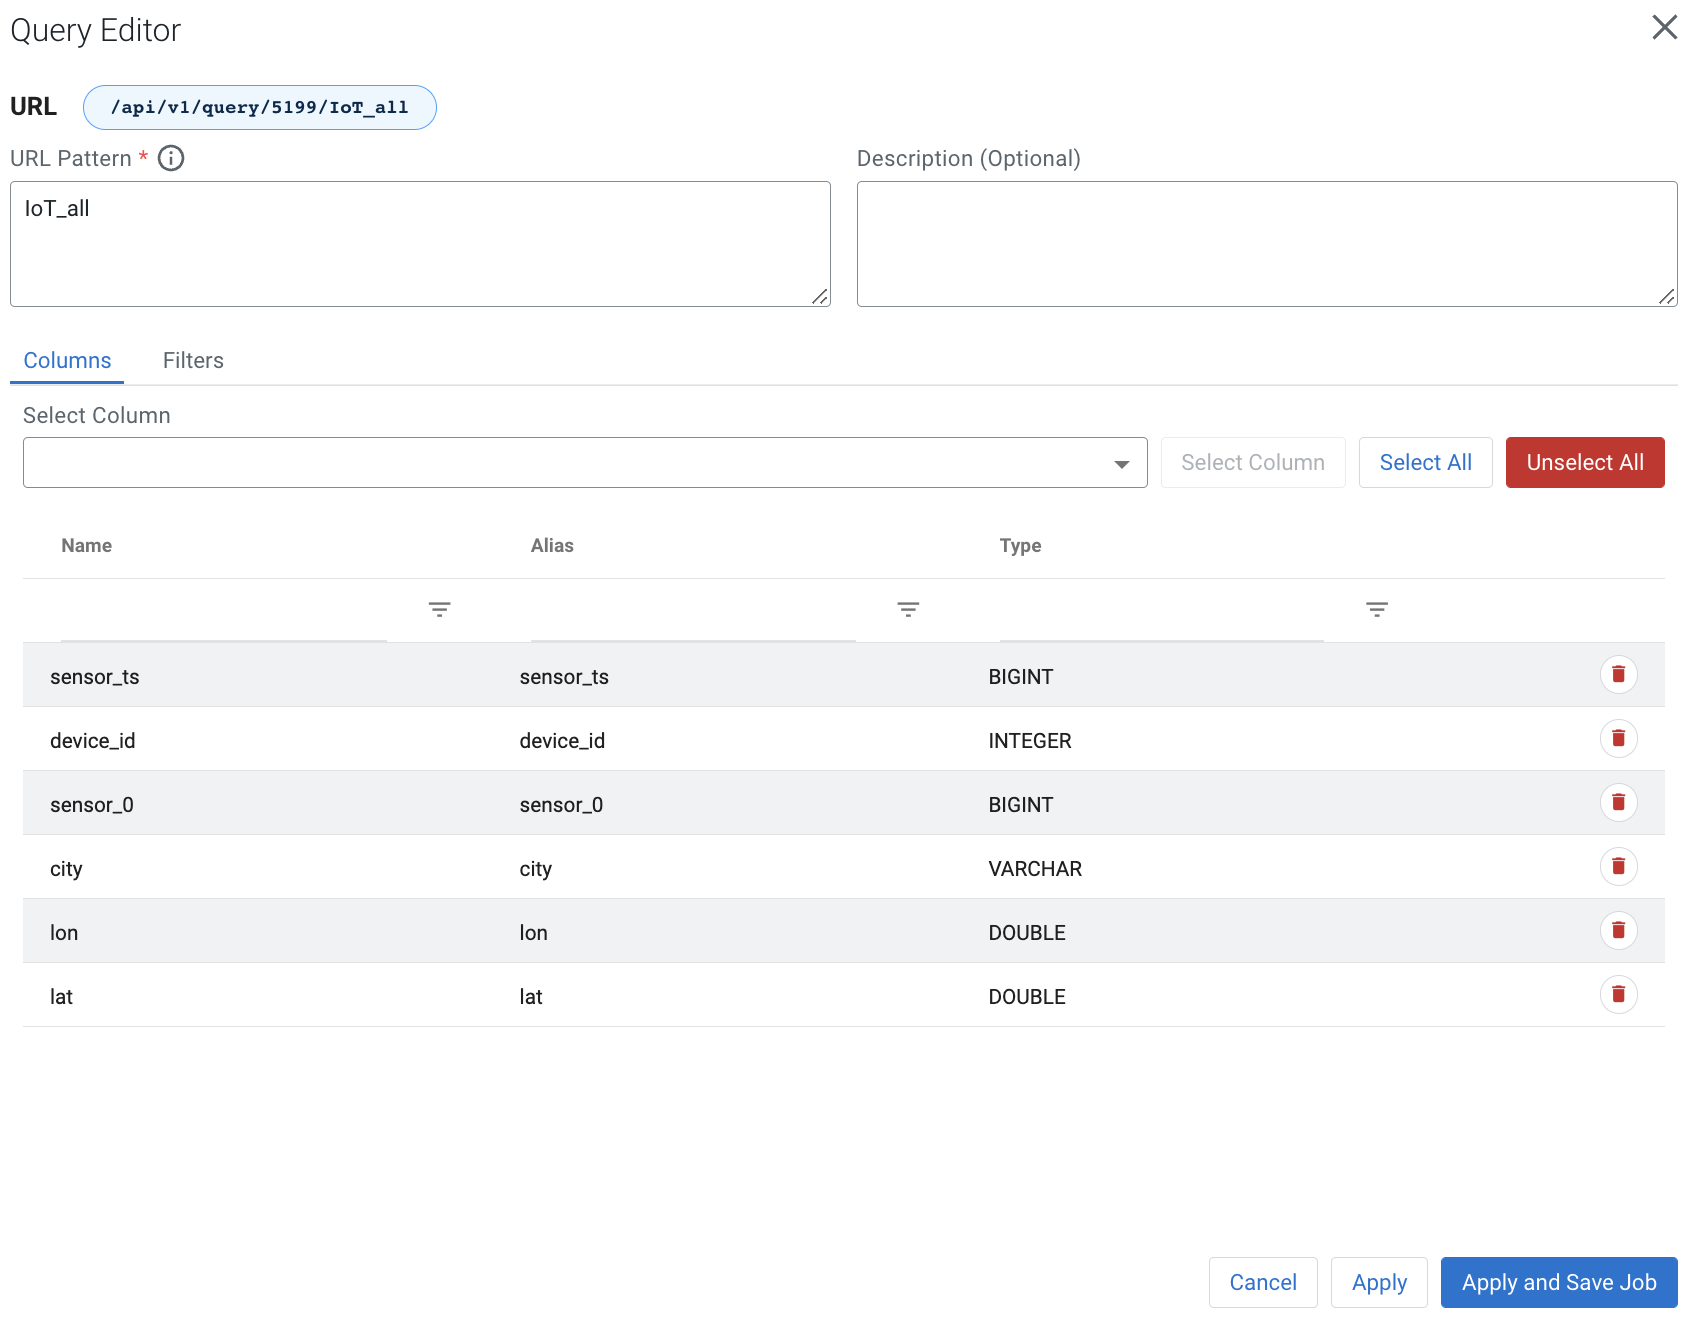 Query Editor
URL /api/v1/query/5199/IoT_all
URL Pattern * Description (Optional)
IoT_all
Columns Filters
Select Column
Select Column Select All Unselect All
Name Alias Type
sensor_ts sensor_ts BIGINT
device_id device_id INTEGER
sensor_0 sensor_0 BIGINT
city city VARCHAR
lon lon DOUBLE
lat lat DOUBLE
Cancel Apply Apply and Save Job